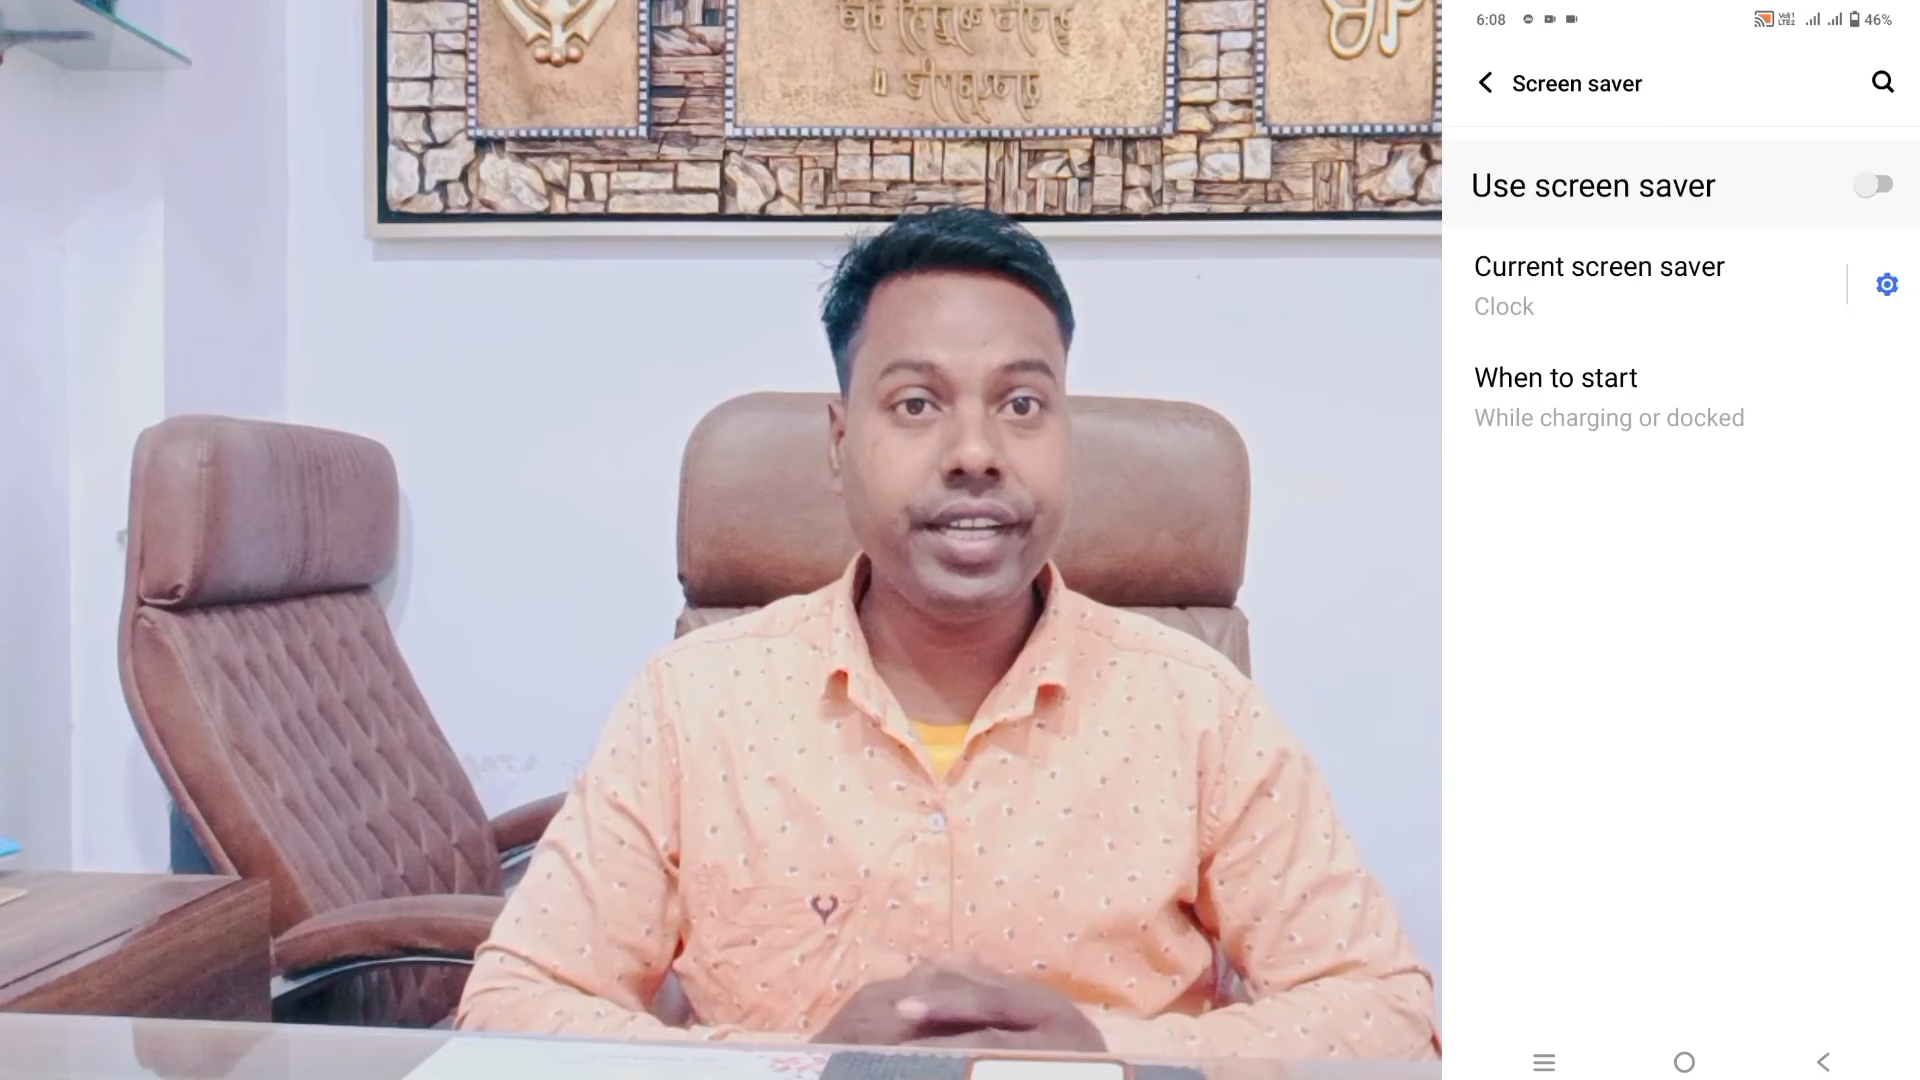 6:08
46%
Screen saver
Use screen saver
Current screen saver
Clock
When to start
While charging or docked